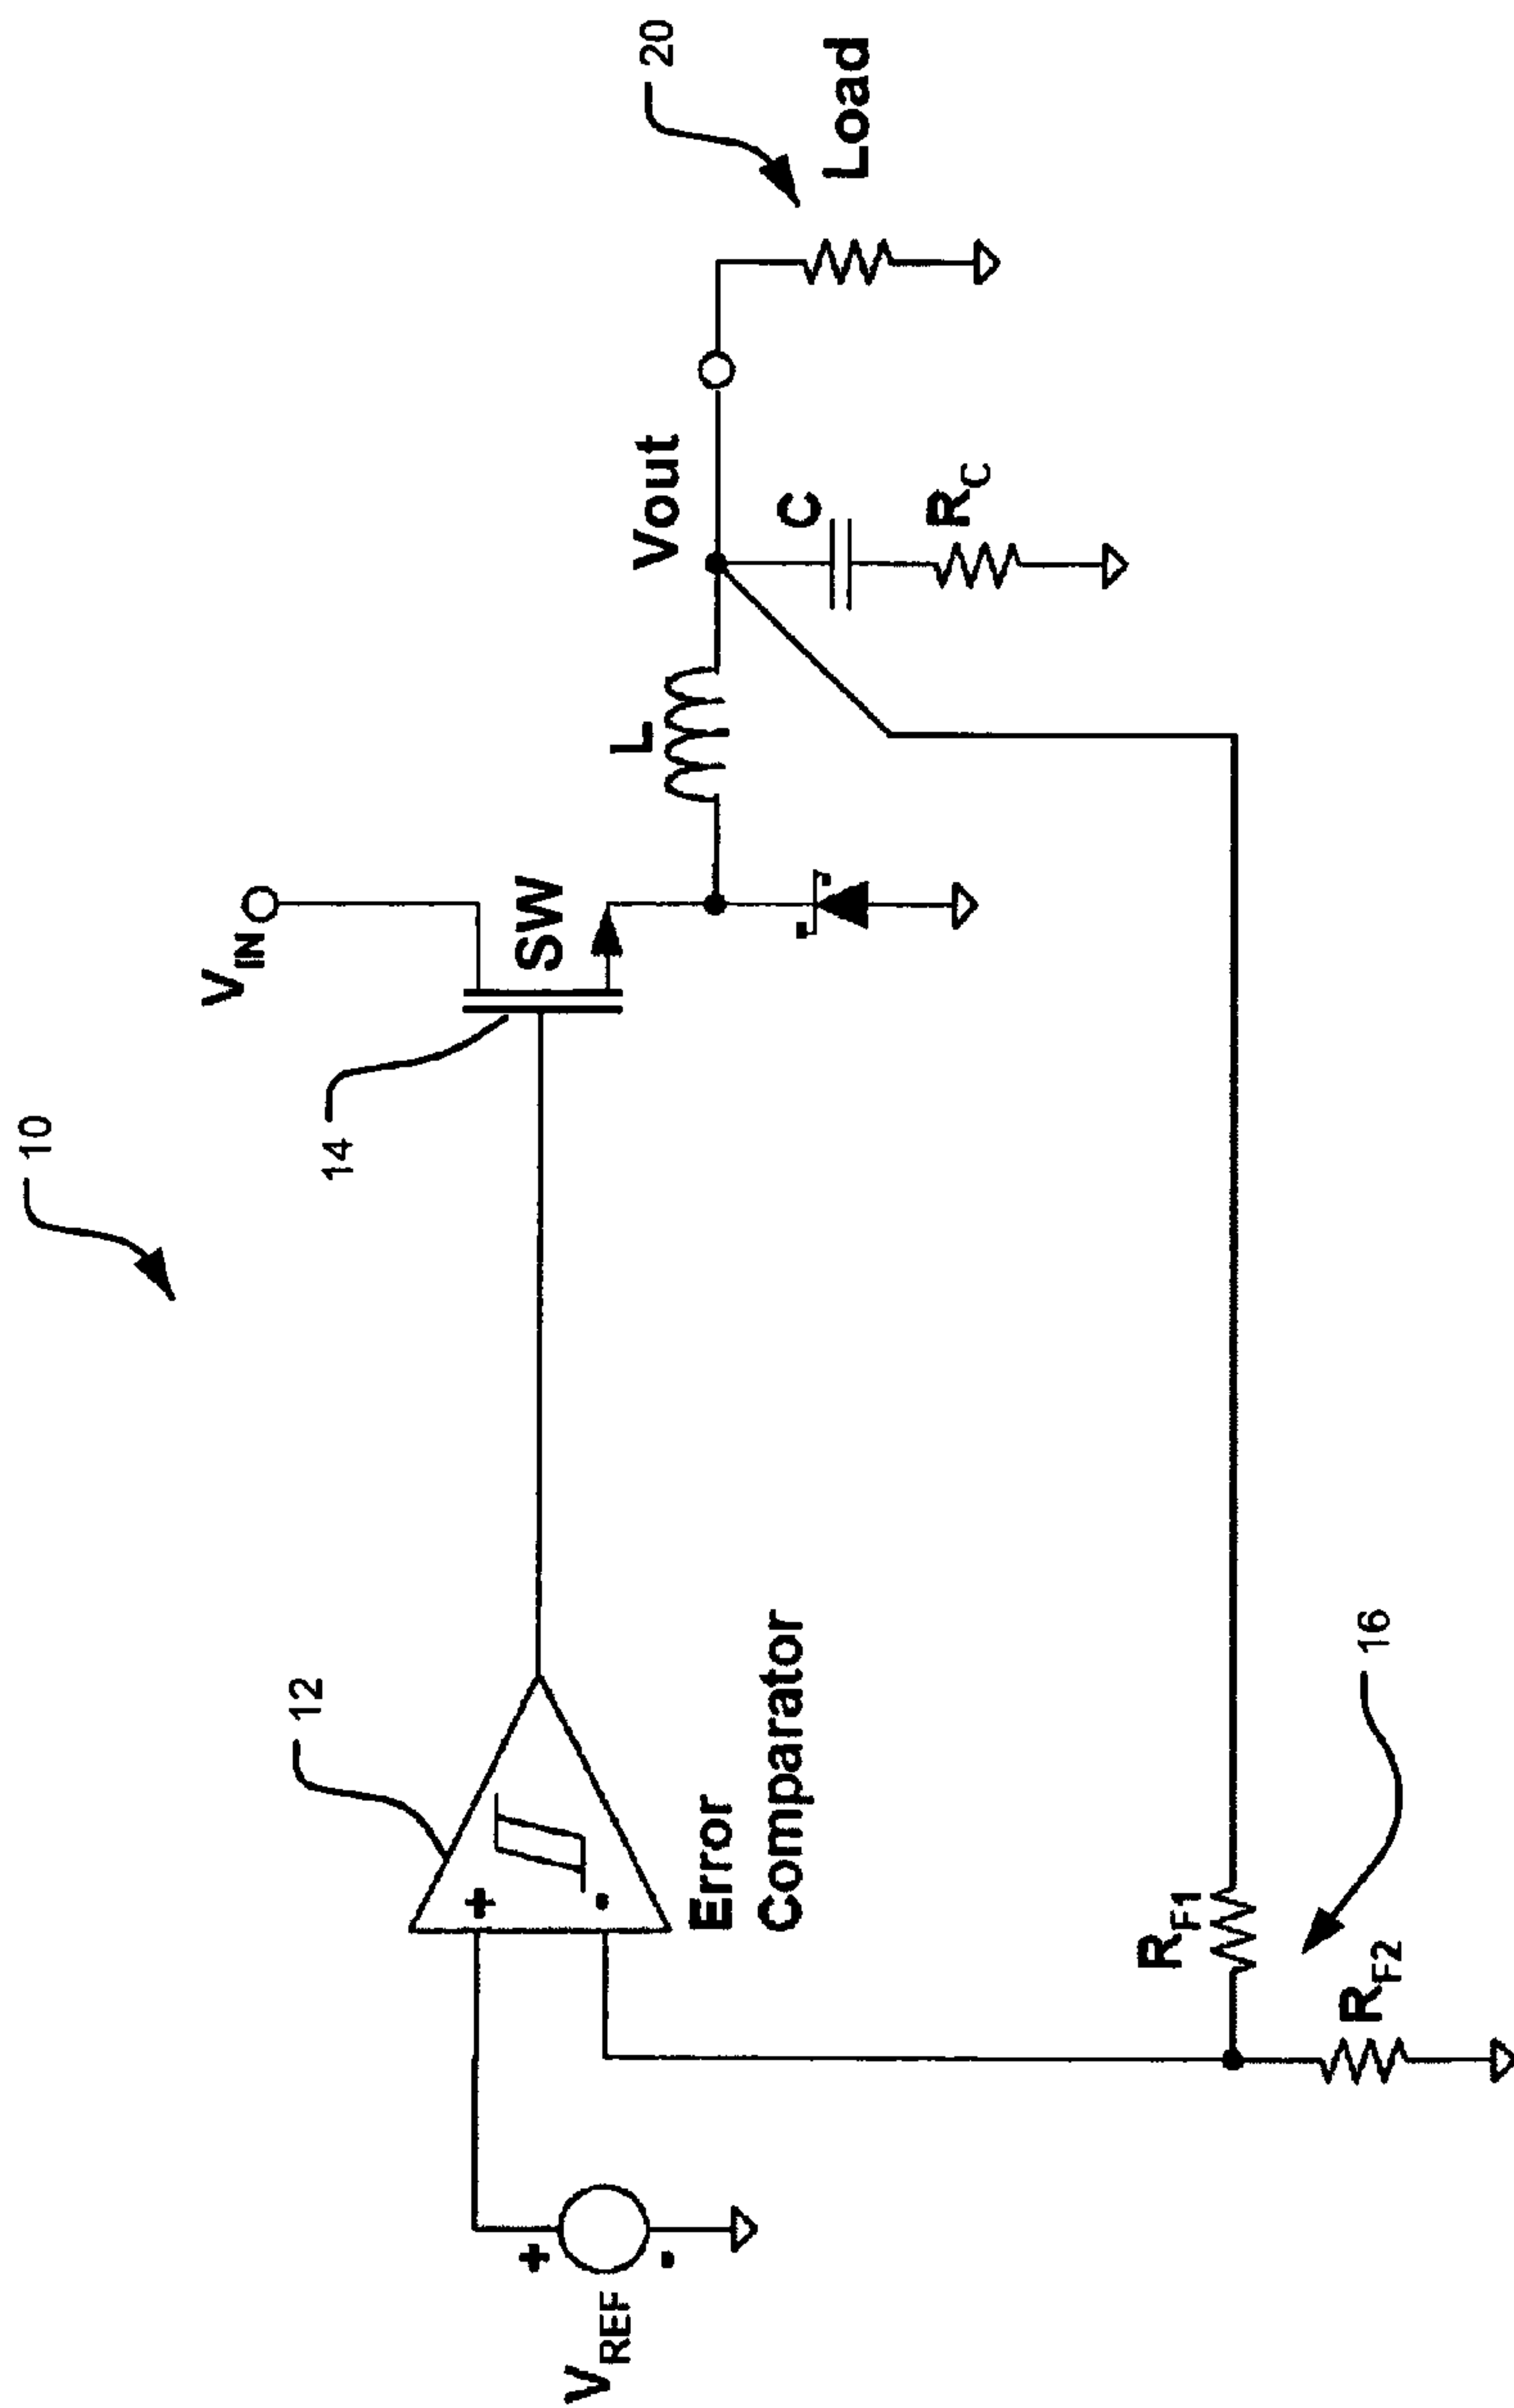 10
V_IN
14
SW
L
Vout
20
Load
C
R_C
12
+
-
Error
Comparator
V_REF
+
-
R_F1
R_F2
16